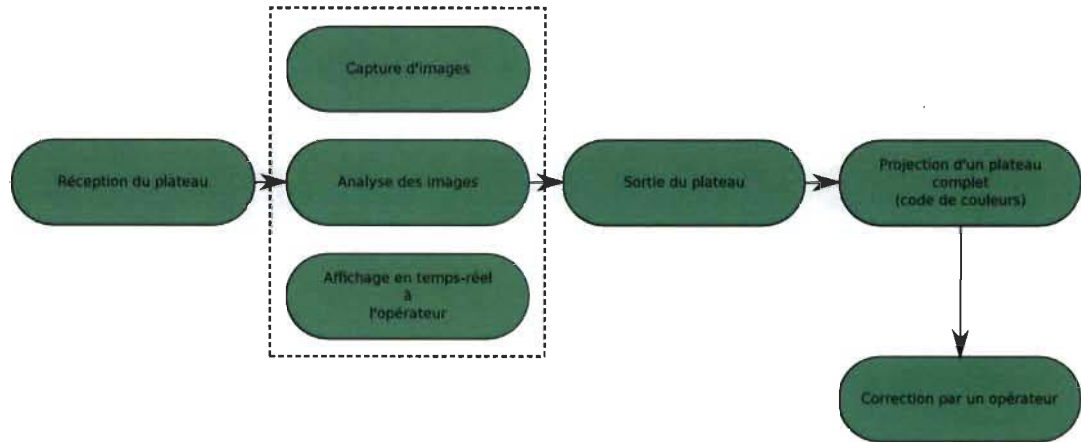 Capture d'images
Réception du plateau
Analyse des images
Sortie du plateau
Projection d'un plateau
complet
(code de couleurs)
Affichage en temps-réel
à
l'opérateur
Correction par un opérateur